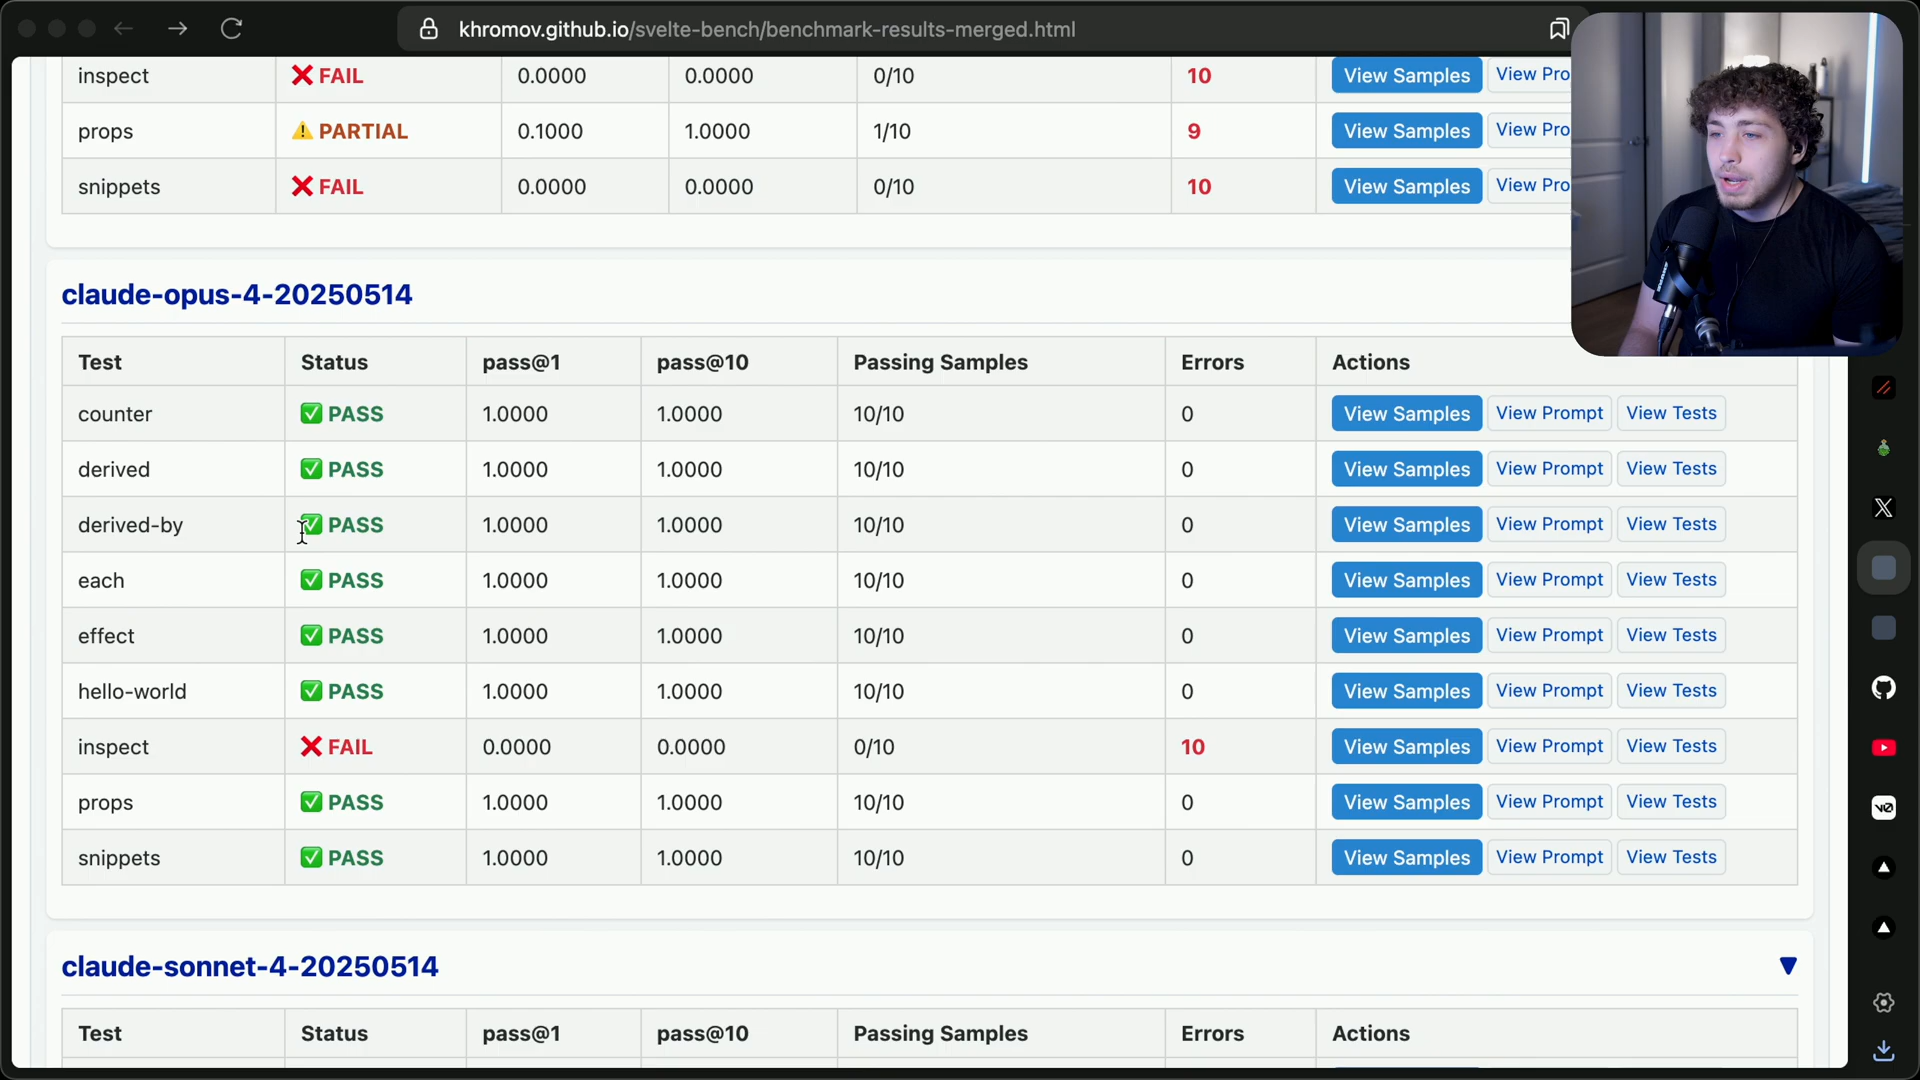 khromov.github.io/svelte-bench/benchmark-results-merged.html
inspect ❌ FAIL 0.0000 0.0000 0/10 10 View Samples View Pro
props ⚠️ PARTIAL 0.1000 1.0000 1/10 9 View Samples View Pro
snippets ❌ FAIL 0.0000 0.0000 0/10 10 View Samples View Pro
claude-opus-4-20250514
Test Status pass@1 pass@10 Passing Samples Errors Actions
counter ✅ PASS 1.0000 1.0000 10/10 0 View Samples View Prompt View Tests
derived ✅ PASS 1.0000 1.0000 10/10 0 View Samples View Prompt View Tests
derived-by ✅ PASS 1.0000 1.0000 10/10 0 View Samples View Prompt View Tests
each ✅ PASS 1.0000 1.0000 10/10 0 View Samples View Prompt View Tests
effect ✅ PASS 1.0000 1.0000 10/10 0 View Samples View Prompt View Tests
hello-world ✅ PASS 1.0000 1.0000 10/10 0 View Samples View Prompt View Tests
inspect ❌ FAIL 0.0000 0.0000 0/10 10 View Samples View Prompt View Tests
props ✅ PASS 1.0000 1.0000 10/10 0 View Samples View Prompt View Tests
snippets ✅ PASS 1.0000 1.0000 10/10 0 View Samples View Prompt View Tests
claude-sonnet-4-20250514
Test Status pass@1 pass@10 Passing Samples Errors Actions